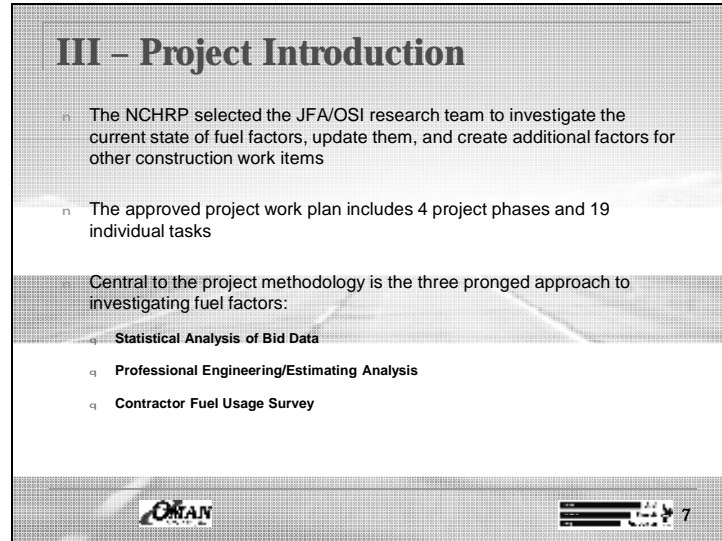 III – Project Introduction
n The NCHRP selected the JFA/OSI research team to investigate the
current state of fuel factors, update them, and create additional factors for
other construction work items
n The approved project work plan includes 4 project phases and 19
individual tasks
n Central to the project methodology is the three pronged approach to
investigating fuel factors:
q Statistical Analysis of Bid Data
q Professional Engineering/Estimating Analysis
q Contractor Fuel Usage Survey
OMAN
7